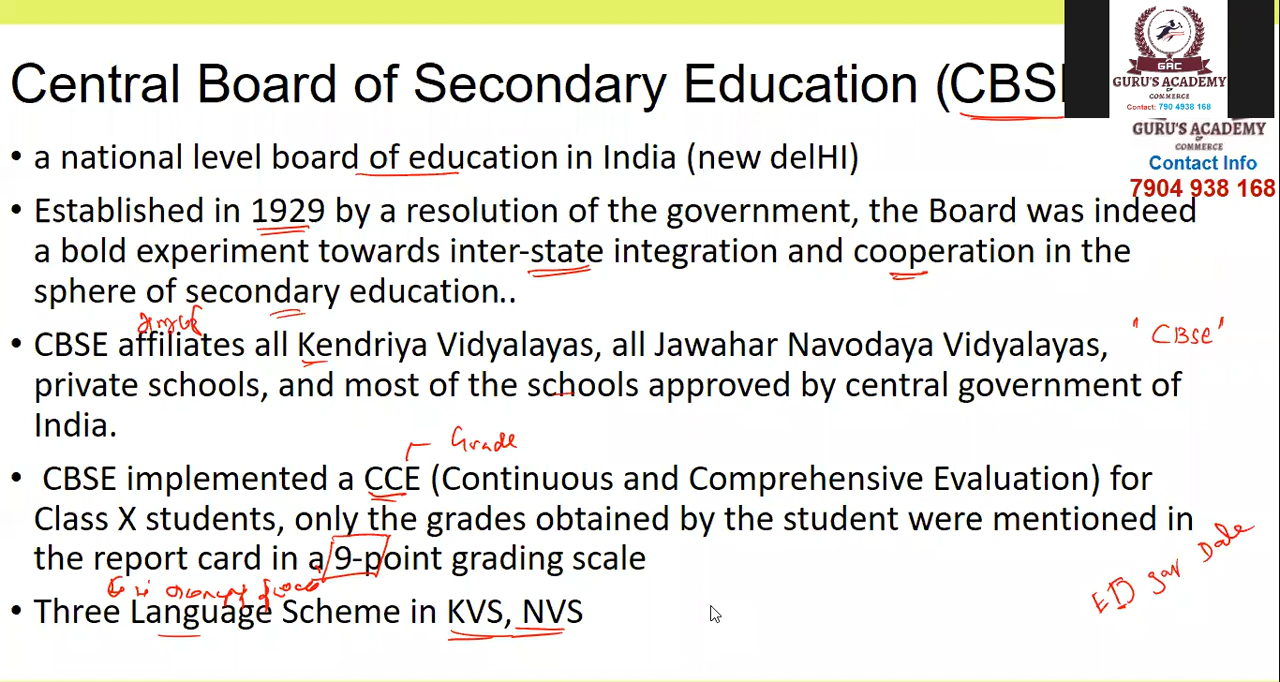 Central Board of Secondary Education (CBS
GAC
GURU'S ACADEMY
OF
COMMERCE
Contact: 790 4938 168
GURU'S ACADEMY
OF
COMMERCE
Contact Info
7904 938 168
• a national level board of education in India (new delHI)
• Established in 1929 by a resolution of the government, the Board was indeed
a bold experiment towards inter-state integration and cooperation in the
sphere of secondary education..
• CBSE affiliates all Kendriya Vidyalayas, all Jawahar Navodaya Vidyalayas,
"CBSE"
private schools, and most of the schools approved by central government of
India.
Grade
• CBSE implemented a CCE (Continuous and Comprehensive Evaluation) for
Class X students, only the grades obtained by the student were mentioned in
the report card in a 9-point grading scale
• Three Language Scheme in KVS, NVS